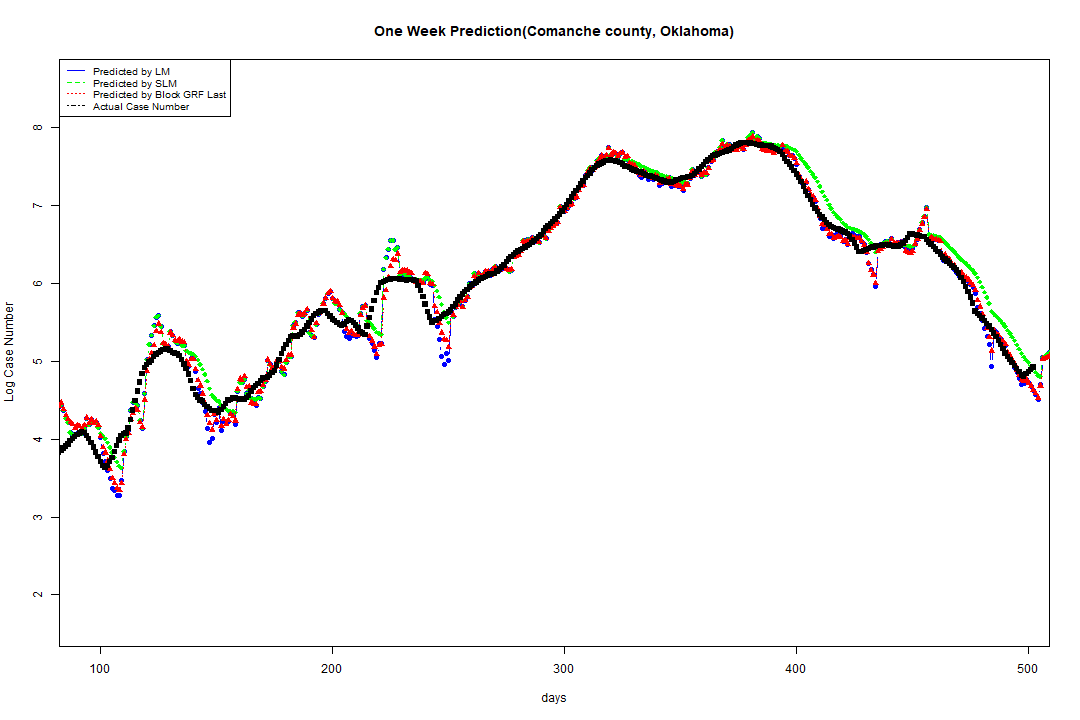 One Week Prediction(Comanche county, Oklahoma)
Predicted by LM
Predicted by SLM
Predicted by Block GRF Last
Actual Case Number
8
7
6
5
4
3
2
Log Case Number
100 200 300 400 500
days